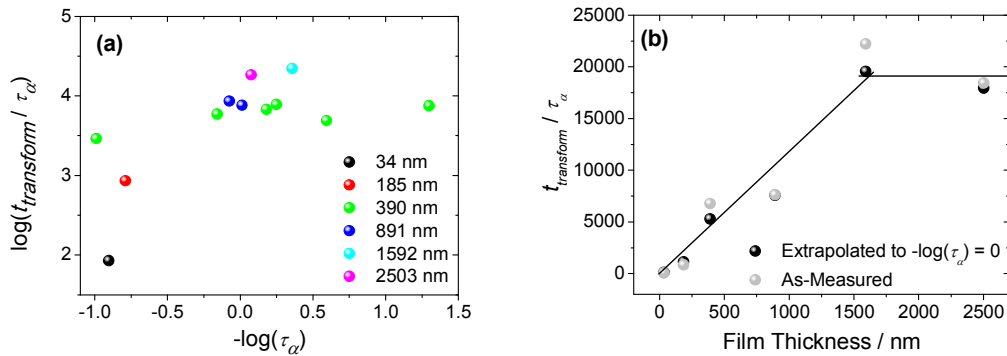 (a)
5
4
3
2
log(t_transform / τ_α)
-1.0 -0.5 0.0 0.5 1.0 1.5
-log(τ_α)
34 nm
185 nm
390 nm
891 nm
1592 nm
2503 nm
(b)
25000
20000
15000
10000
5000
0
t_transform / τ_α
0 500 1000 1500 2000 2500
Film Thickness / nm
Extrapolated to -log(τ_α) = 0
As-Measured